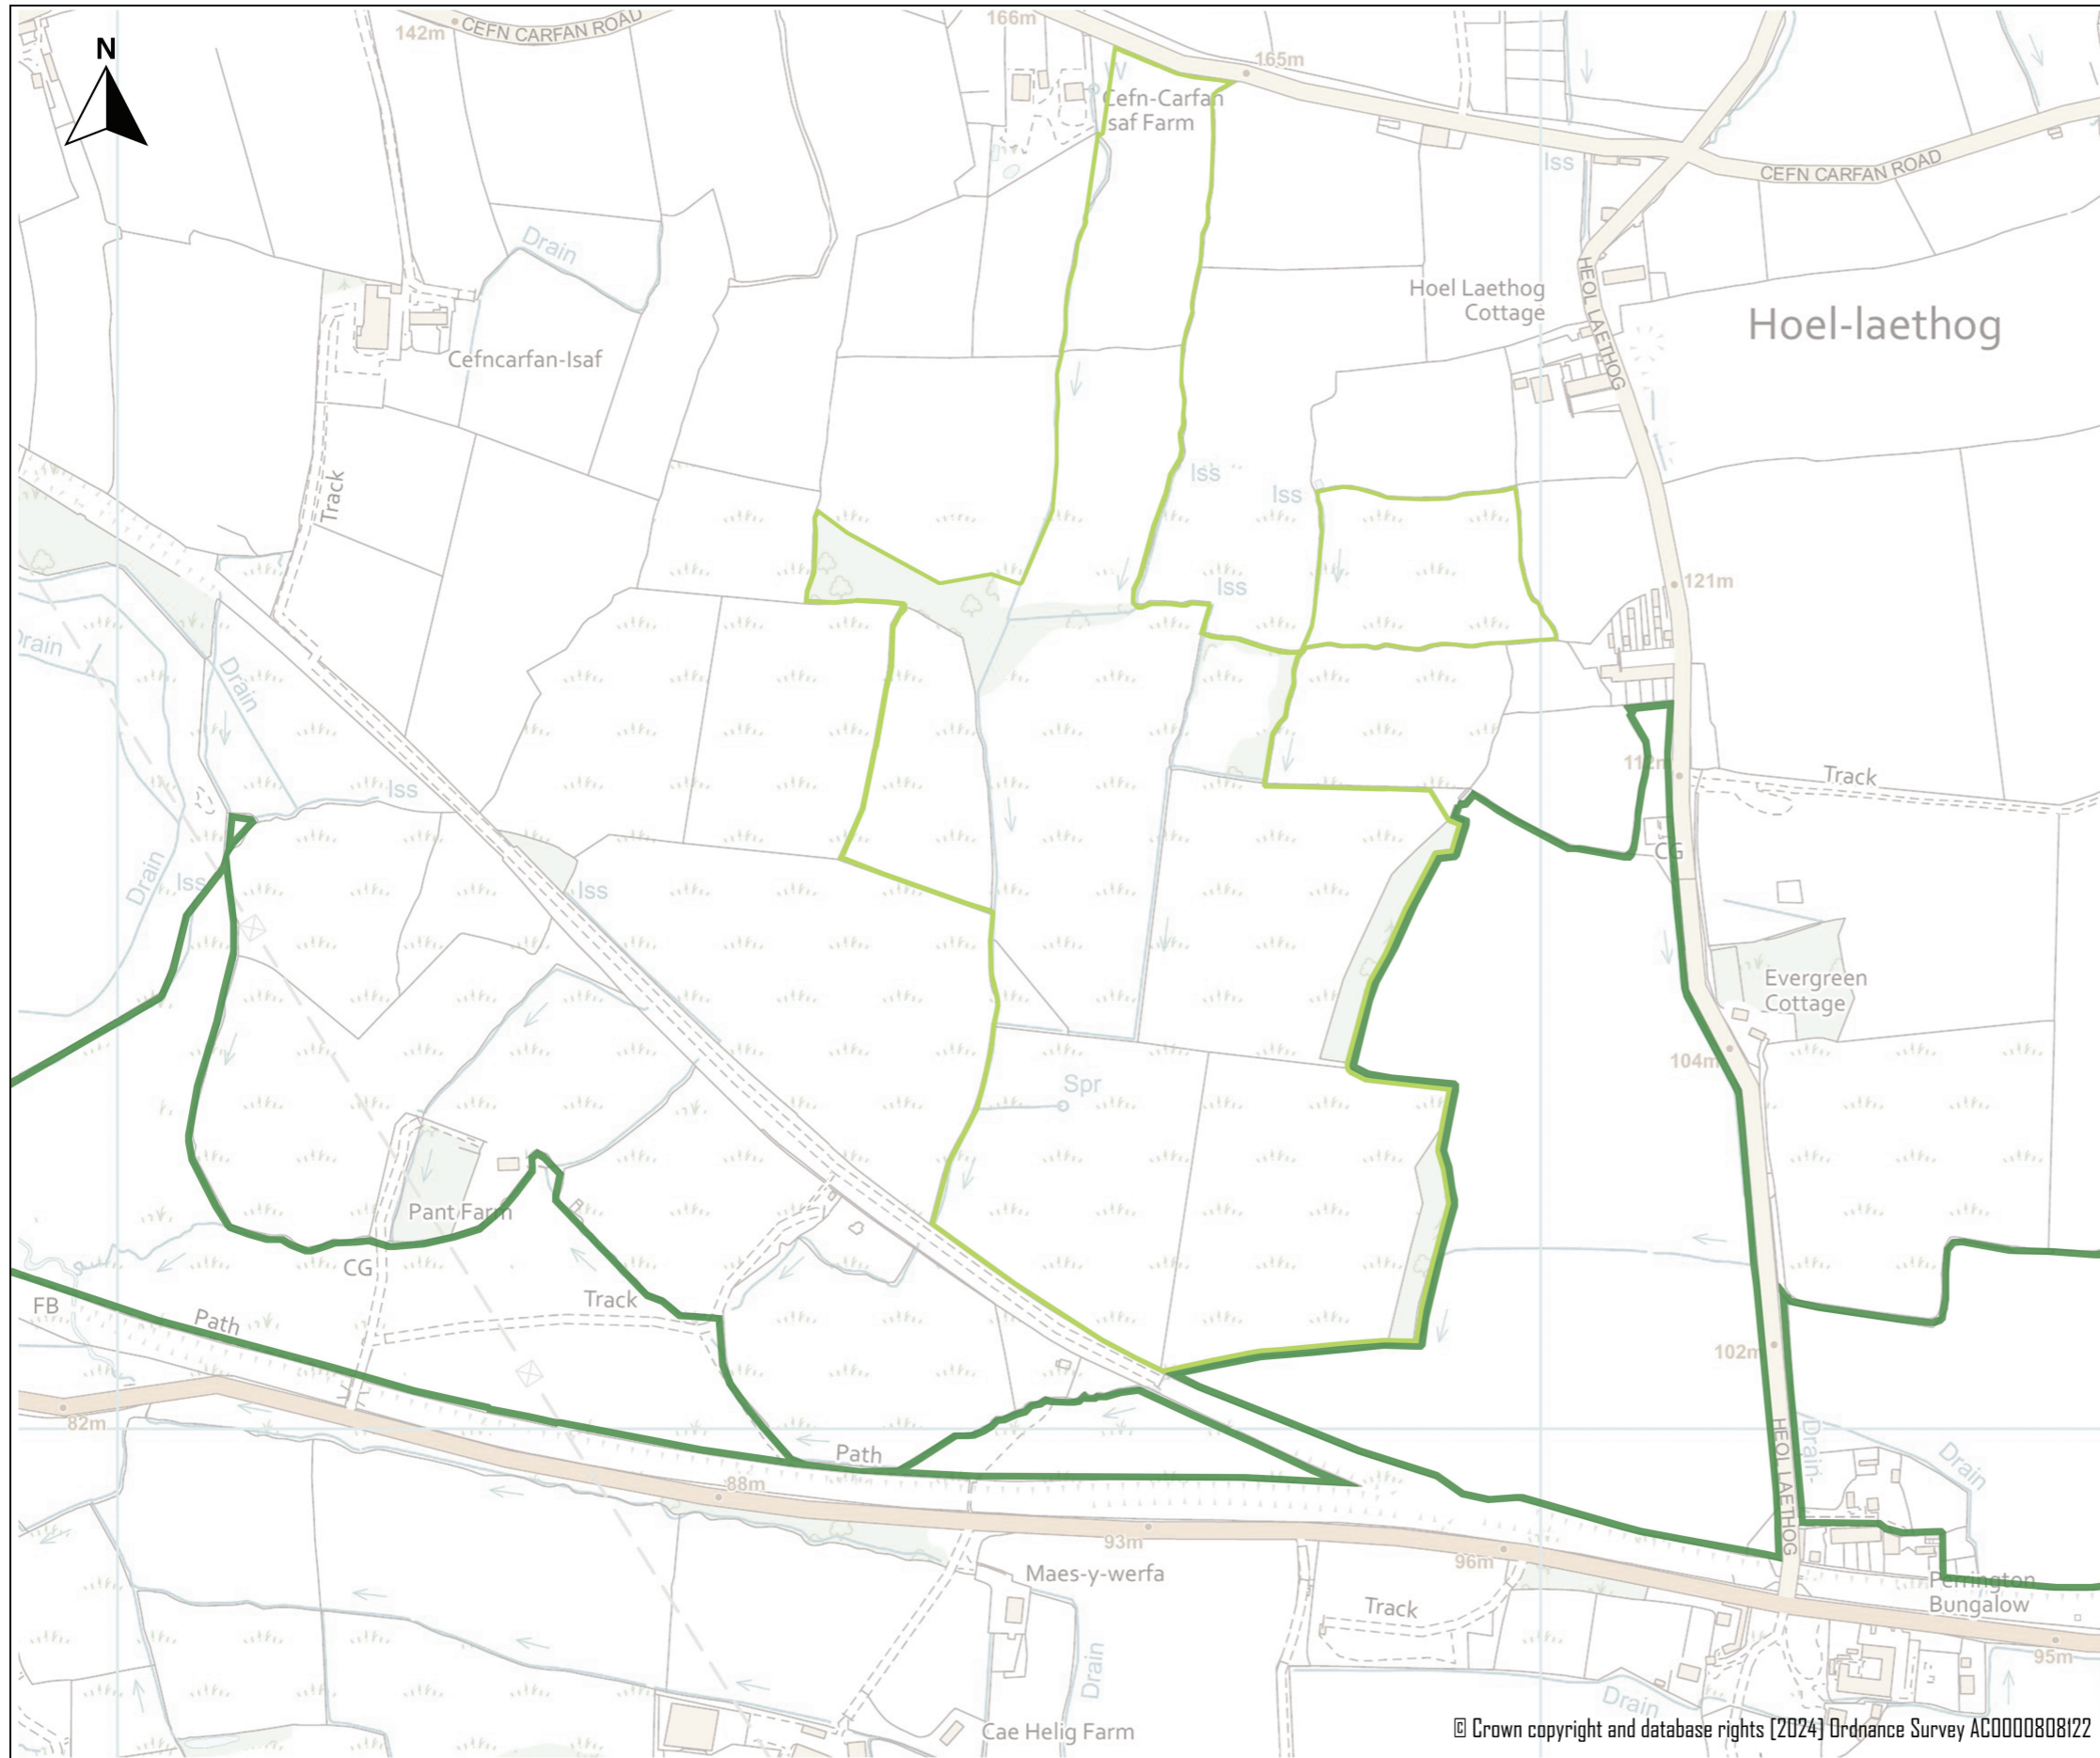 166m
142m
CEFN CARFAN ROAD
N
165m
W
Cefn-Carfan
saf Farm
Iss
CEFN CARFAN ROAD
Drain
HEOL LAETHOG
Hoel Laethog
Cottage
Hoel-laethog
Cefncarfan-Isaf
Track
Iss
Iss
Iss
121m
Drain
Drain
112m
Track
Iss
CG
Drain
Iss
Iss
Evergreen
Cottage
104m
Spr
Pant Farm
CG
Track
FB
Path
102m
82m
HEOL LAETHOG
Drain
Path
Drain
88m
93m
96m
Maes-y-werfa
Perrington
Bungalow
Track
Drain
95m
Drain
Cae Helig Farm
© Crown copyright and database rights [2024] Ordnance Survey AC0000808122